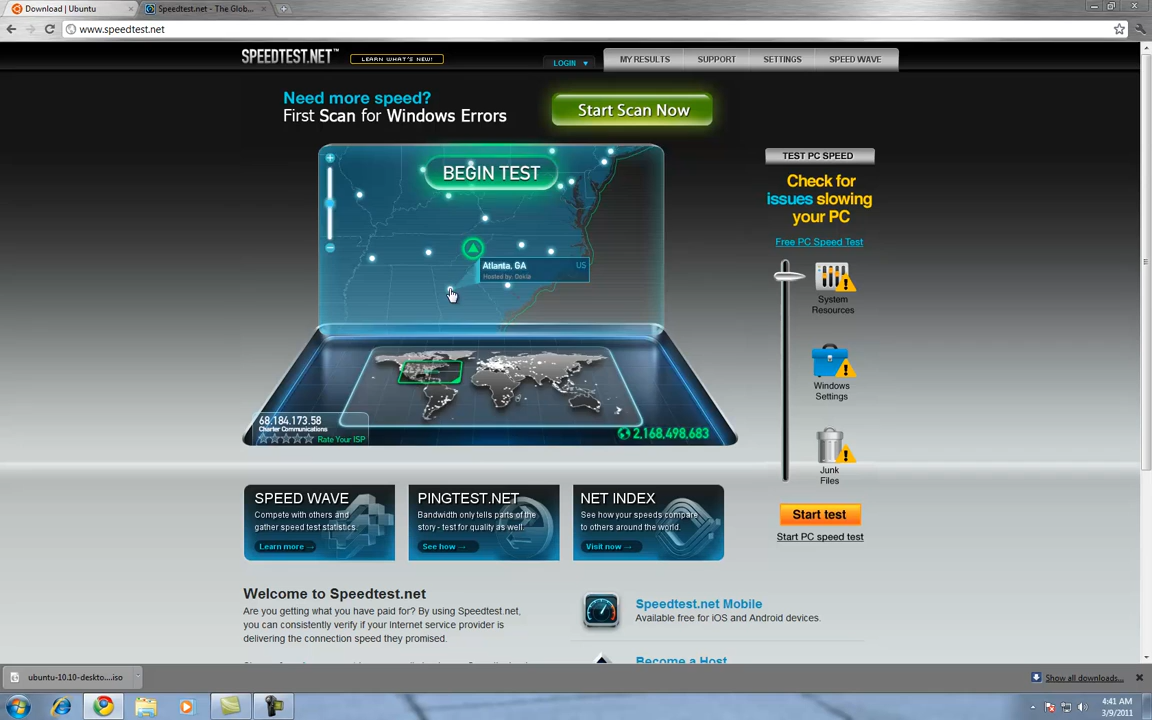 Download | Ubuntu
Speedtest.net - The Glob...
www.speedtest.net
SPEEDTEST.NET™
LEARN WHAT'S NEW!
LOGIN
MY RESULTS
SUPPORT
SETTINGS
SPEED WAVE
Need more speed?
First Scan for Windows Errors
Start Scan Now
BEGIN TEST
Atlanta, GA
US
Hosted by: Ookla
TEST PC SPEED
Check for
issues slowing
your PC
Free PC Speed Test
System
Resources
Windows
Settings
Junk
Files
Start test
Start PC speed test
68.184.173.58
Charter Communications
Rate Your ISP
2,168,498,683
SPEED WAVE
Compete with others and
gather speed test statistics.
Learn more →
PINGTEST.NET
Bandwidth only tells parts of the
story - test for quality as well.
See how →
NET INDEX
See how your speeds compare
to others around the world.
Visit now →
Welcome to Speedtest.net
Are you getting what you have paid for? By using Speedtest.net,
you can consistently verify if your Internet service provider is
delivering the connection speed they promised.
Speedtest.net Mobile
Available free for iOS and Android devices.
Become a Host
ubuntu-10.10-deskto....iso
Show all downloads...
4:41 AM
3/9/2011